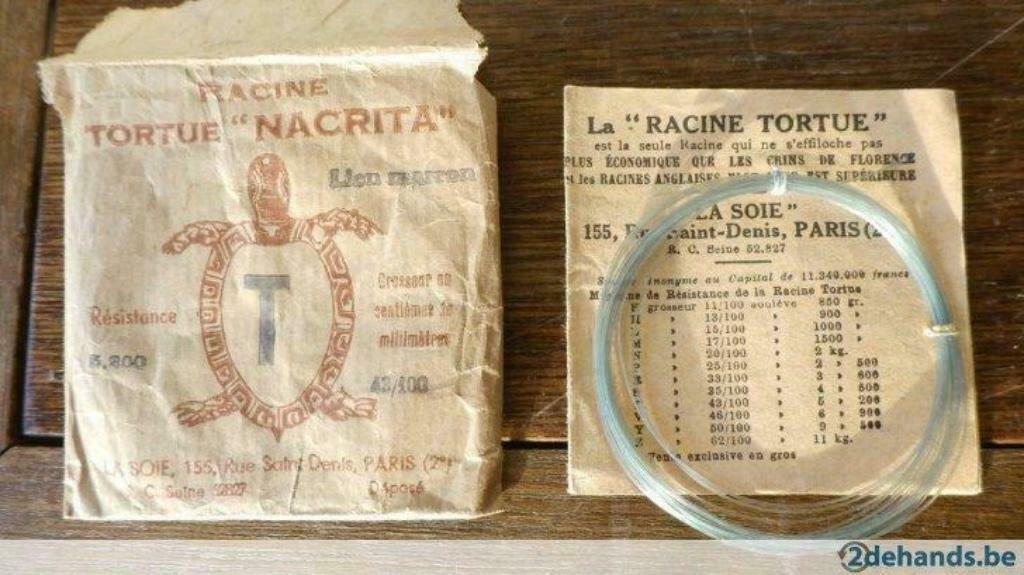 RACINE
TORTUE "NACRITA"
Lien marron
T
Résistance
5,200
Grosseur en
centièmes de
millimètres
43/100
LA SOIE, 155, Rue Saint-Denis, PARIS (2e)
R. C. Seine 52827
Déposé
La "RACINE TORTUE"
est la seule Racine qui ne s'effiloche pas
PLUS ÉCONOMIQUE QUE LES CRINS DE FLORENCE
et les RACINES ANGLAISES EST SUPÉRIEURE
"LA SOIE"
155, Saint-Denis, PARIS
R. C. Seine 52.827
Anonyme au Capital de 11.340.000 francs
de Résistance de la Racine Tortue
F grosseur 11/100 soulève 850 gr.
» 13/100 » 900 »
» 15/100 » 1000 »
» 17/100 » 1500 »
» 20/100 » 2 kg.
» 25/100 » 2 » 500
» 33/100 » 3 » 600
» 35/100 » 4 » 500
» 43/100 » 5 » 200
» 46/100 » 6 » 900
V » 50/100 » 9 » 500
Y » 62/100 » 11 kg.
Vente exclusive en gros
2dehands.be